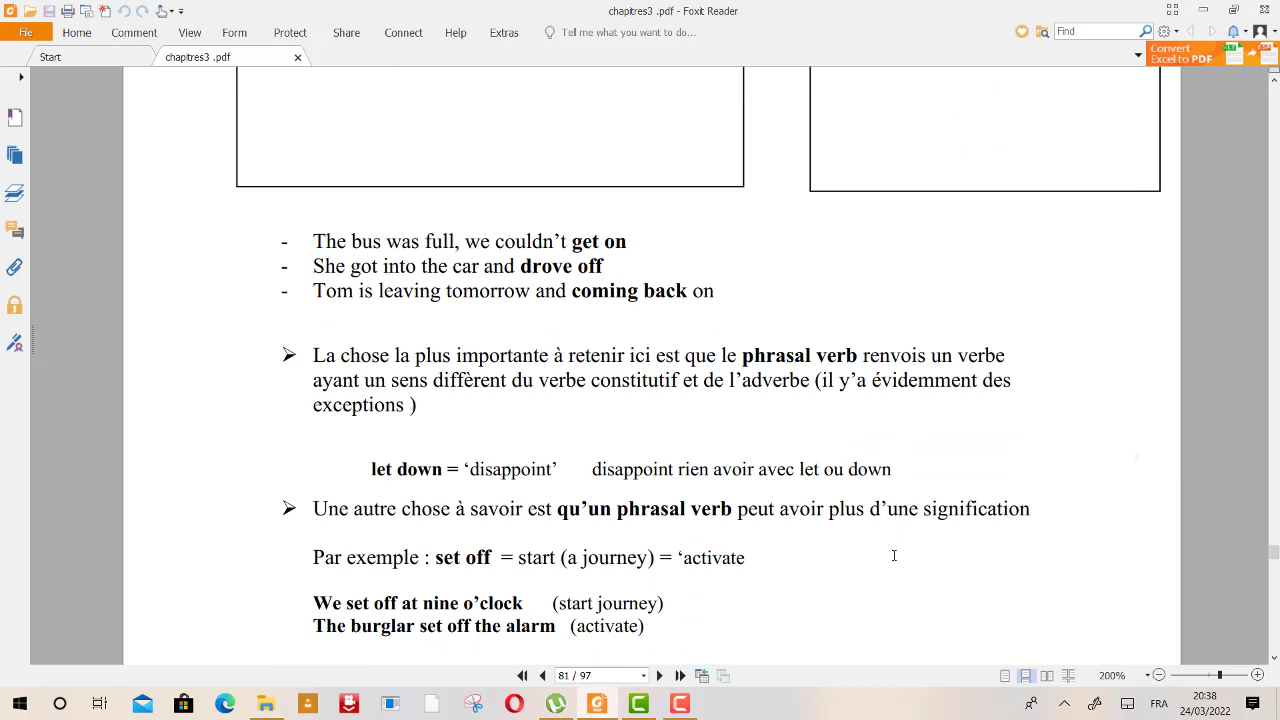 chapitres3 .pdf - Foxit Reader
File Home Comment View Form Protect Share Connect Help Extras Tell me what you want to do... Find
Start chapitres3 .pdf
Convert
Excel to PDF
- The bus was full, we couldn’t get on
- She got into the car and drove off
- Tom is leaving tomorrow and coming back on
➢ La chose la plus importante à retenir ici est que le phrasal verb renvois un verbe
ayant un sens diffèrent du verbe constitutif et de l’adverbe (il y’a évidemment des
exceptions )
let down = ‘disappoint’ disappoint rien avoir avec let ou down
➢ Une autre chose à savoir est qu’un phrasal verb peut avoir plus d’une signification
Par exemple : set off = start (a journey) = ‘activate
We set off at nine o’clock (start journey)
The burglar set off the alarm (activate)
81 / 97 200%
FRA 20:38
24/03/2022